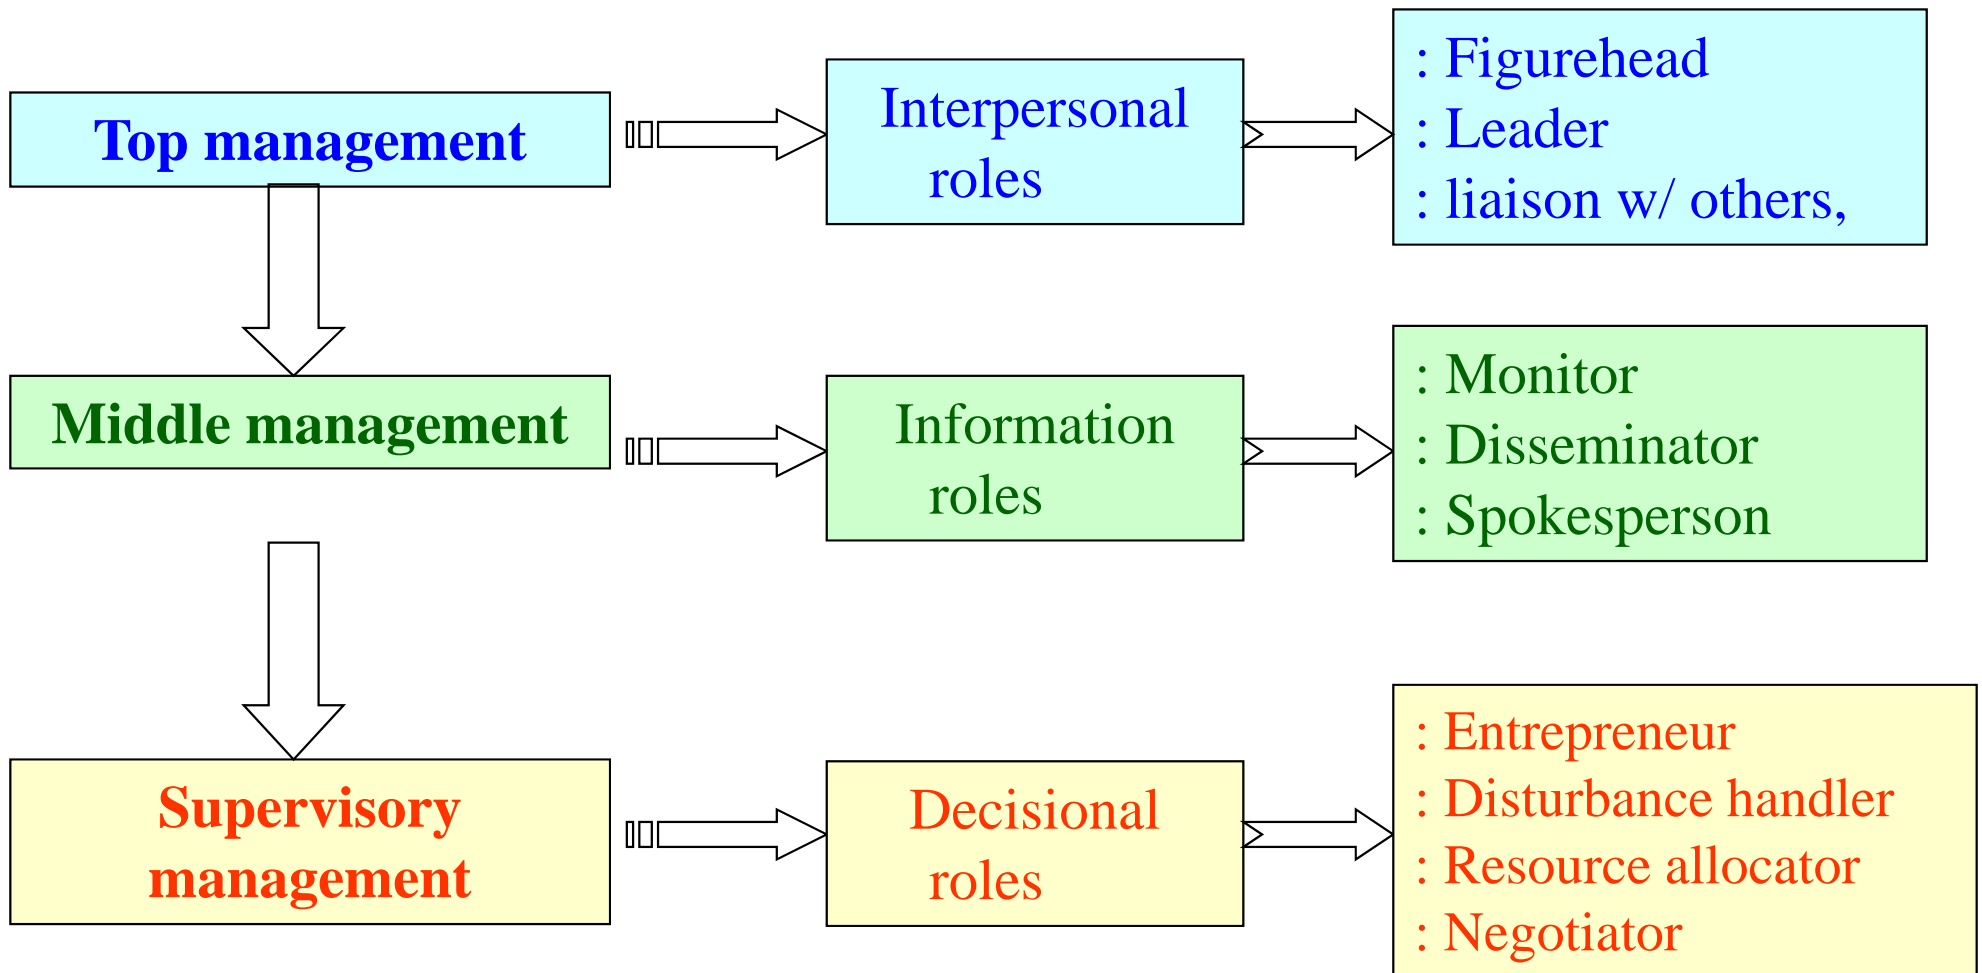 Top management
Interpersonal
roles
: Figurehead
: Leader
: liaison w/ others,
Middle management
Information
roles
: Monitor
: Disseminator
: Spokesperson
Supervisory
management
Decisional
roles
: Entrepreneur
: Disturbance handler
: Resource allocator
: Negotiator